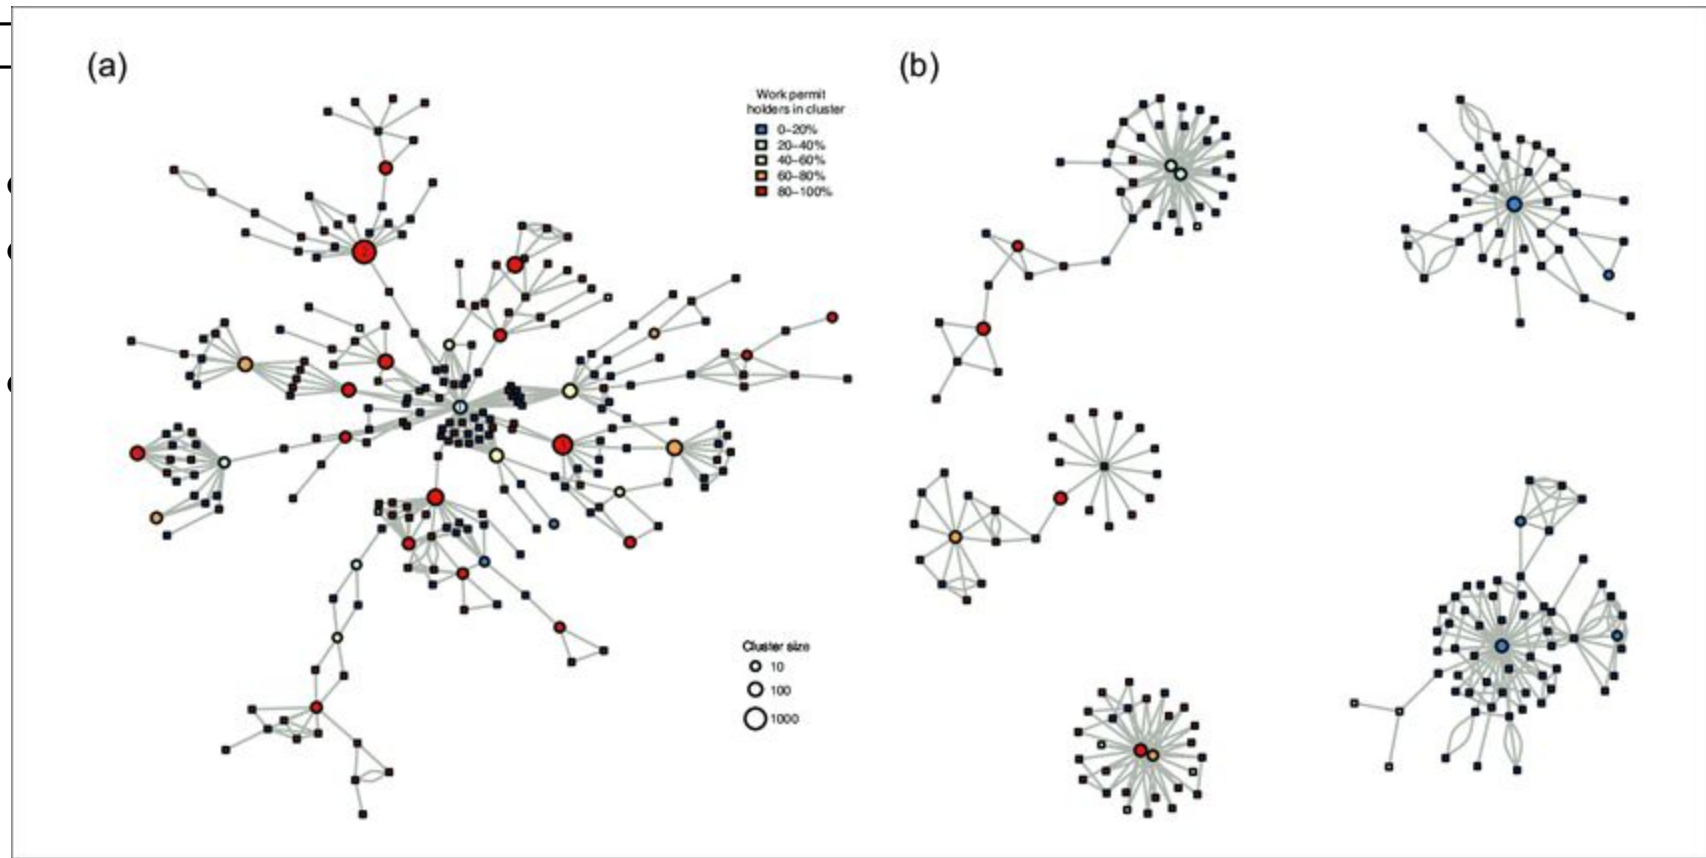 (a)
Work permit
holders in cluster
0–20%
20–40%
40–60%
60–80%
80–100%
Cluster size
10
100
1000
(b)